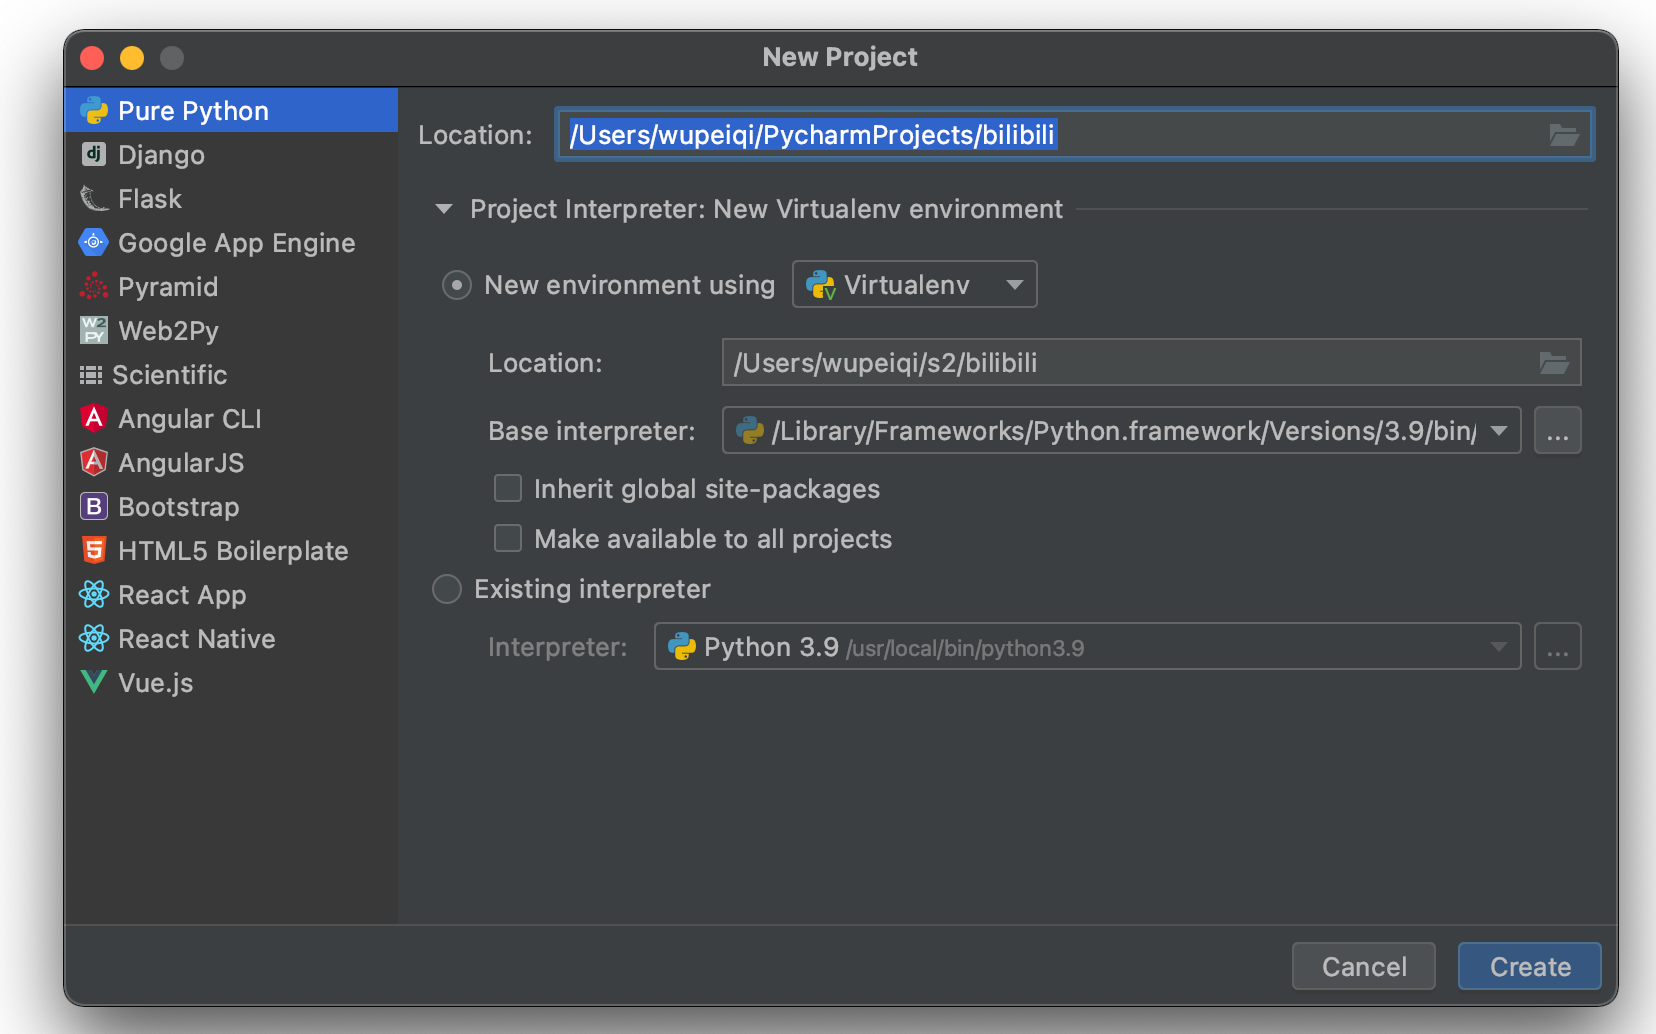 New Project
Pure Python
Django
Flask
Google App Engine
Pyramid
Web2Py
Scientific
Angular CLI
AngularJS
Bootstrap
HTML5 Boilerplate
React App
React Native
Vue.js
Location: /Users/wupeiqi/PycharmProjects/bilibili
Project Interpreter: New Virtualenv environment
New environment using Virtualenv
Location: /Users/wupeiqi/s2/bilibili
Base interpreter: /Library/Frameworks/Python.framework/Versions/3.9/bin/ ...
Inherit global site-packages
Make available to all projects
Existing interpreter
Interpreter: Python 3.9 /usr/local/bin/python3.9 ...
Cancel Create